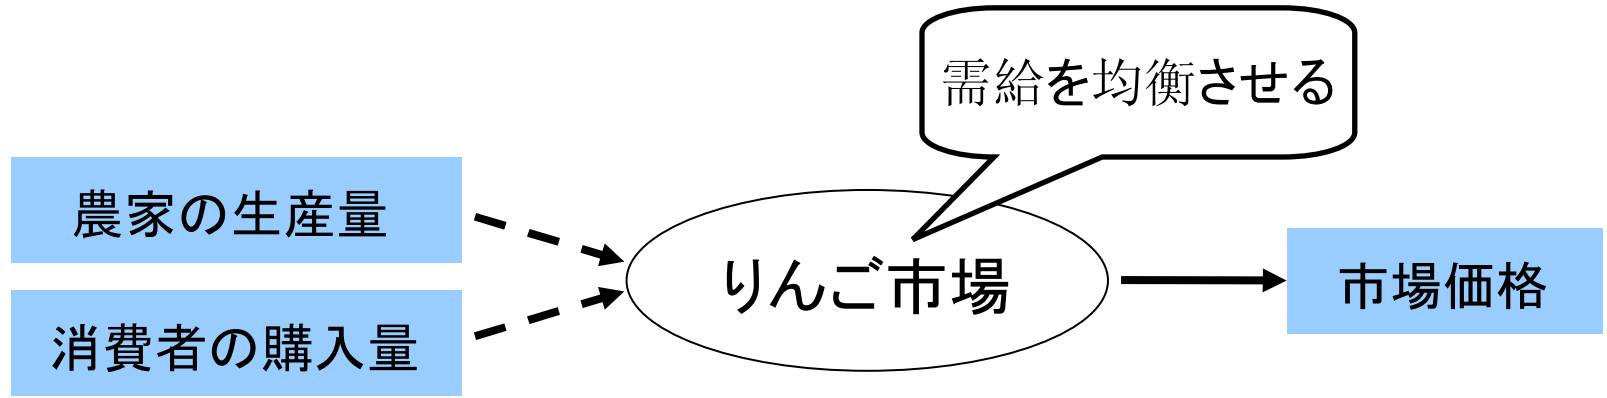 需給を均衡させる
農家の生産量
消費者の購入量
りんご市場
市場価格